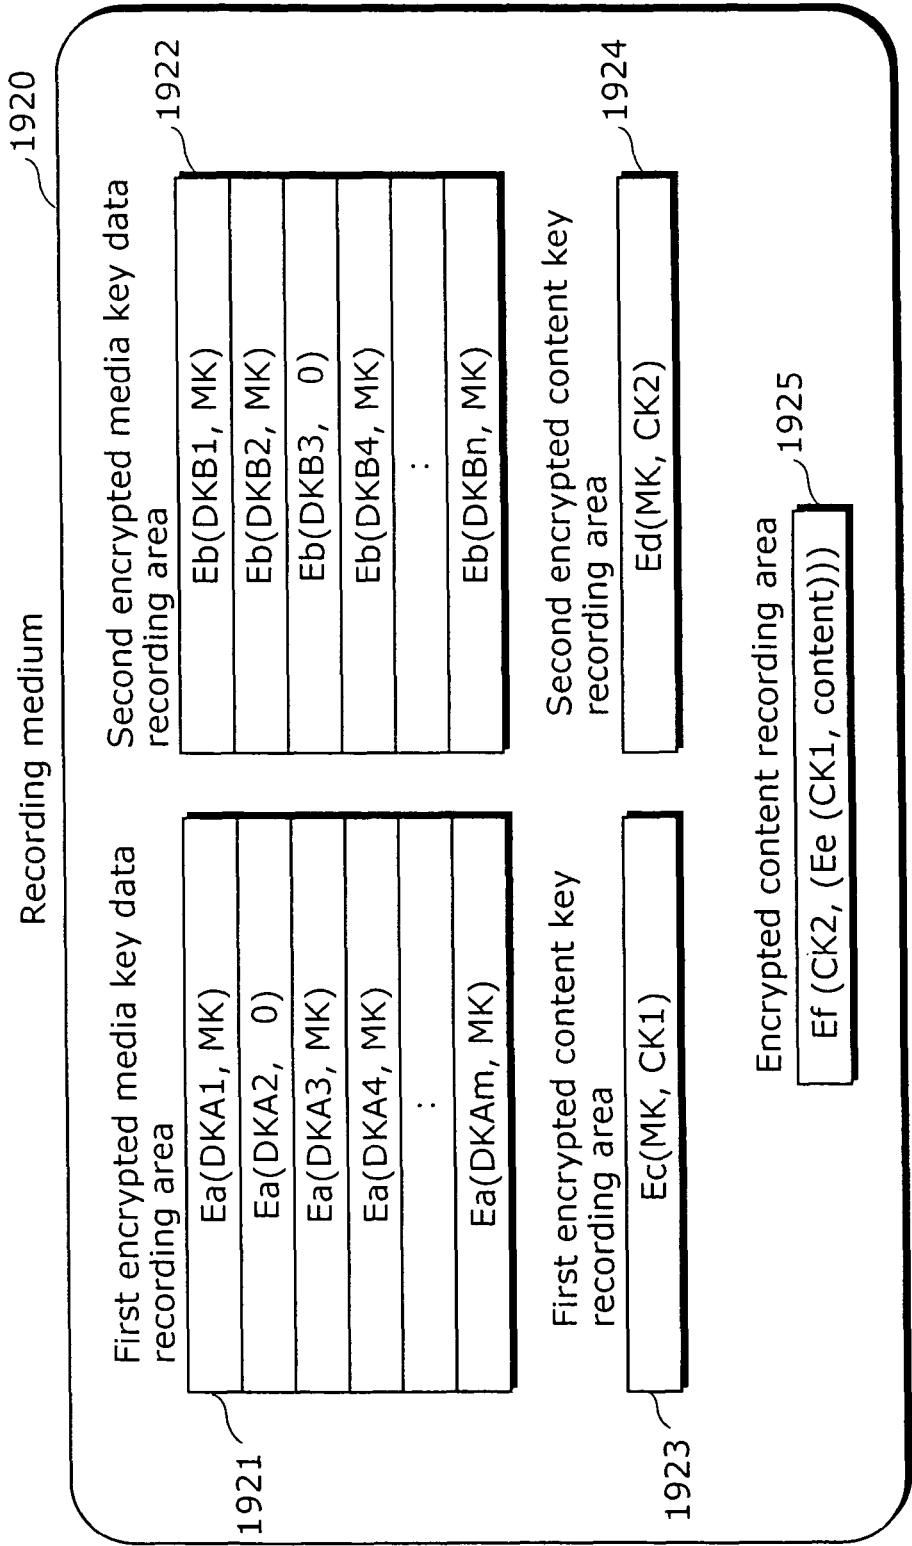 Recording medium
1920
First encrypted media key data
recording area
1921
Ea(DKA1, MK)
Ea(DKA2, 0)
Ea(DKA3, MK)
Ea(DKA4, MK)
:
Ea(DKAm, MK)
Second encrypted media key data
recording area
1922
Eb(DKB1, MK)
Eb(DKB2, MK)
Eb(DKB3, 0)
Eb(DKB4, MK)
:
Eb(DKBn, MK)
First encrypted content key
recording area
1923
Ec(MK, CK1)
Second encrypted content key
recording area
1924
Ed(MK, CK2)
Encrypted content recording area
1925
Ef (CK2, (Ee (CK1, content)))